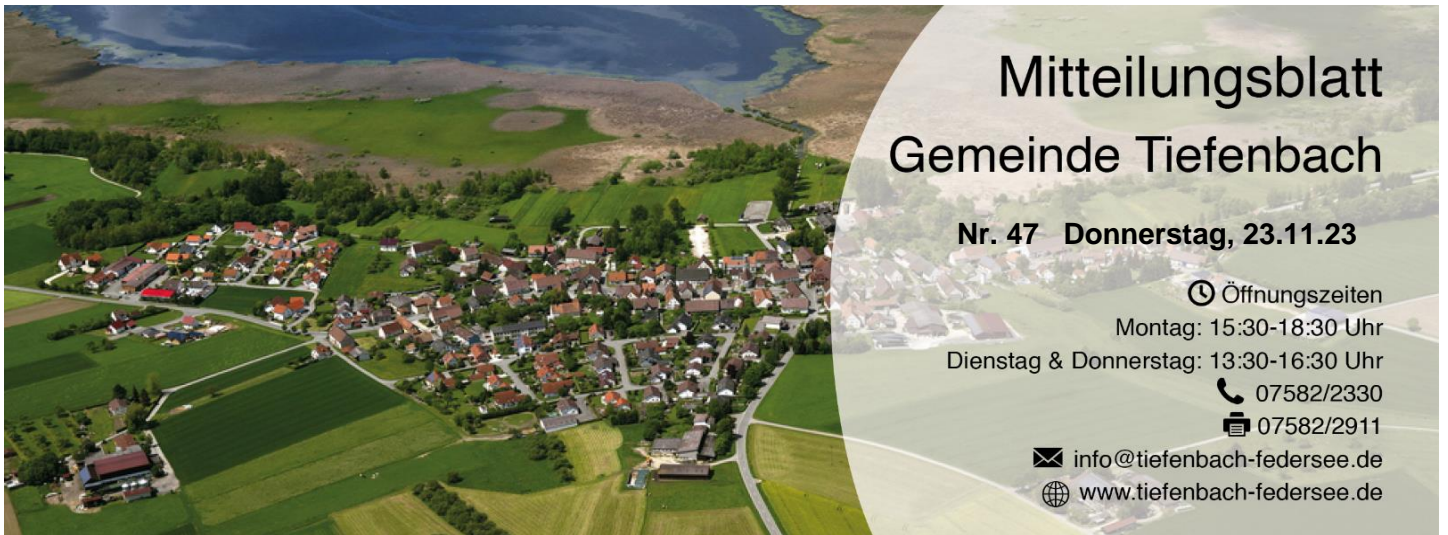 Mitteilungsblatt
Gemeinde Tiefenbach
Nr. 47 Donnerstag, 23.11.23
Öffnungszeiten
Montag: 15:30-18:30 Uhr
Dienstag & Donnerstag: 13:30-16:30 Uhr
07582/2330
07582/2911
info@tiefenbach-federsee.de
www.tiefenbach-federsee.de